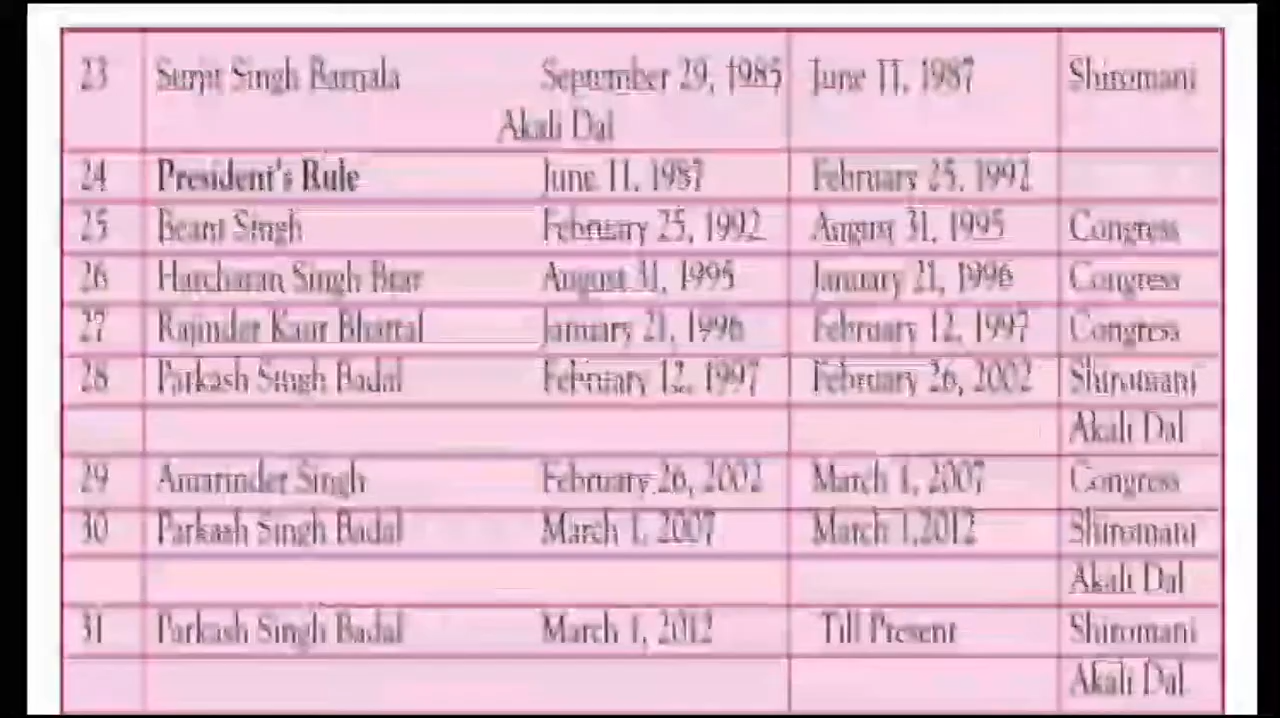 23 Surjit Singh Barnala September 29, 1985 June 11, 1987 Shiromani
Akali Dal
24 President's Rule June 11, 1987 February 25, 1992
25 Beant Singh February 25, 1992 August 31, 1995 Congress
26 Harcharan Singh Brar August 31, 1995 January 21, 1996 Congress
27 Rajinder Kaur Bhattal January 21, 1996 February 12, 1997 Congress
28 Parkash Singh Badal February 12, 1997 February 26, 2002 Shiromani
Akali Dal
29 Amarinder Singh February 26, 2002 March 1, 2007 Congress
30 Parkash Singh Badal March 1, 2007 March 1,2012 Shiromani
Akali Dal
31 Parkash Singh Badal March 1, 2012 Till Present Shiromani
Akali Dal